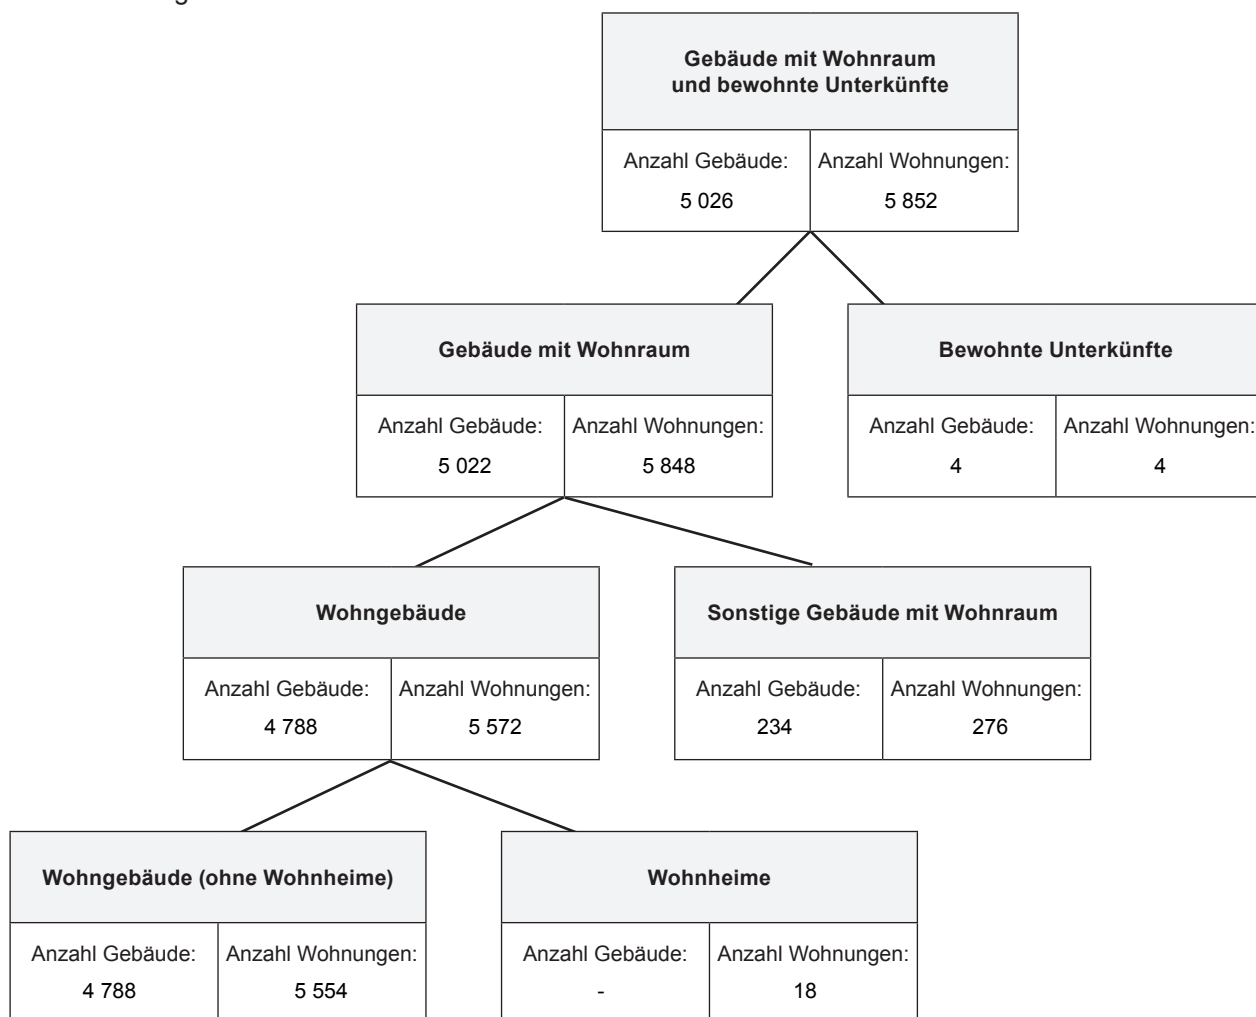 Gebäude mit Wohnraum
und bewohnte Unterkünfte
Anzahl Gebäude:
5 026
Anzahl Wohnungen:
5 852
Gebäude mit Wohnraum
Anzahl Gebäude:
5 022
Anzahl Wohnungen:
5 848
Bewohnte Unterkünfte
Anzahl Gebäude:
4
Anzahl Wohnungen:
4
Wohngebäude
Anzahl Gebäude:
4 788
Anzahl Wohnungen:
5 572
Sonstige Gebäude mit Wohnraum
Anzahl Gebäude:
234
Anzahl Wohnungen:
276
Wohngebäude (ohne Wohnheime)
Anzahl Gebäude:
4 788
Anzahl Wohnungen:
5 554
Wohnheime
Anzahl Gebäude:
-
Anzahl Wohnungen:
18